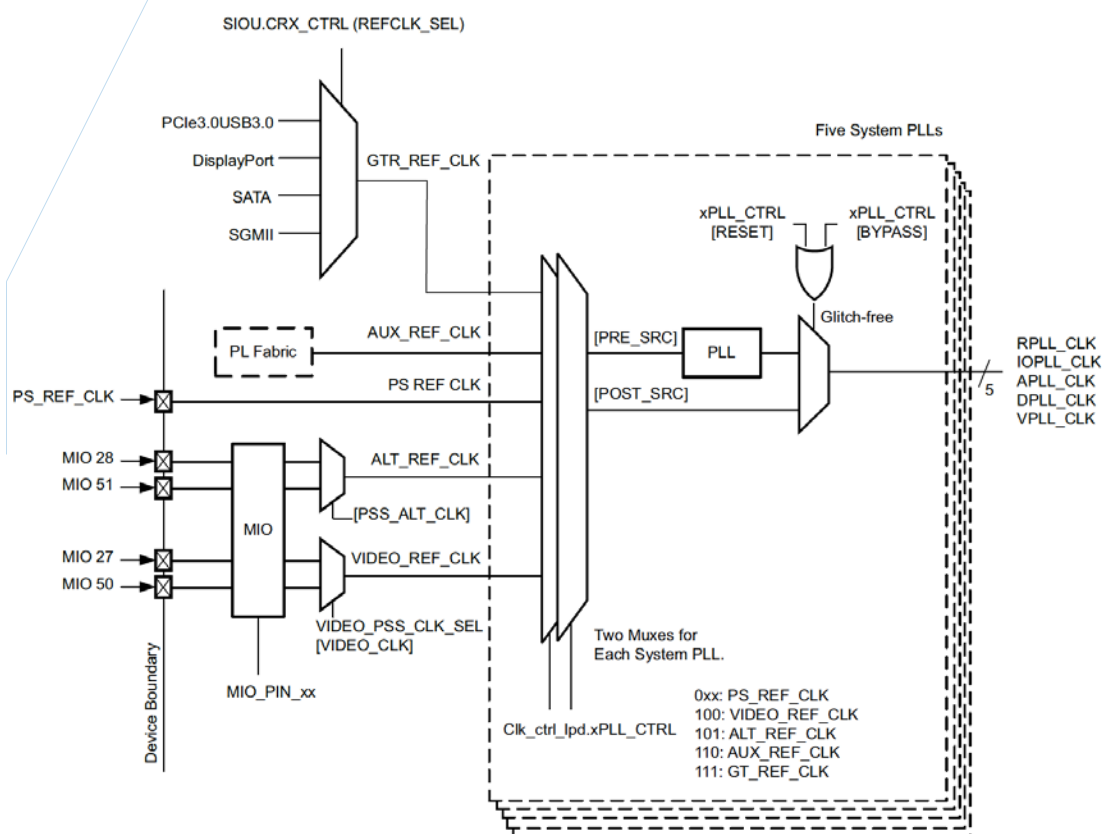 SIOU.CRX_CTRL (REFCLK_SEL)
PCIe3.0USB3.0
DisplayPort
SATA
SGMII
GTR_REF_CLK
Five System PLLs
xPLL_CTRL
[RESET]
xPLL_CTRL
[BYPASS]
Glitch-free
PL Fabric
AUX_REF_CLK
[PRE_SRC]
PLL
RPLL_CLK
IOPLL_CLK
APLL_CLK
DPLL_CLK
VPLL_CLK
5
PS_REF_CLK
PS REF CLK
[POST_SRC]
MIO 28
MIO 51
ALT_REF_CLK
[PSS_ALT_CLK]
MIO
MIO 27
MIO 50
VIDEO_REF_CLK
VIDEO_PSS_CLK_SEL
[VIDEO_CLK]
MIO_PIN_xx
Device Boundary
Two Muxes for
Each System PLL.
Clk_ctrl_lpd.xPLL_CTRL
0xx: PS_REF_CLK
100: VIDEO_REF_CLK
101: ALT_REF_CLK
110: AUX_REF_CLK
111: GT_REF_CLK